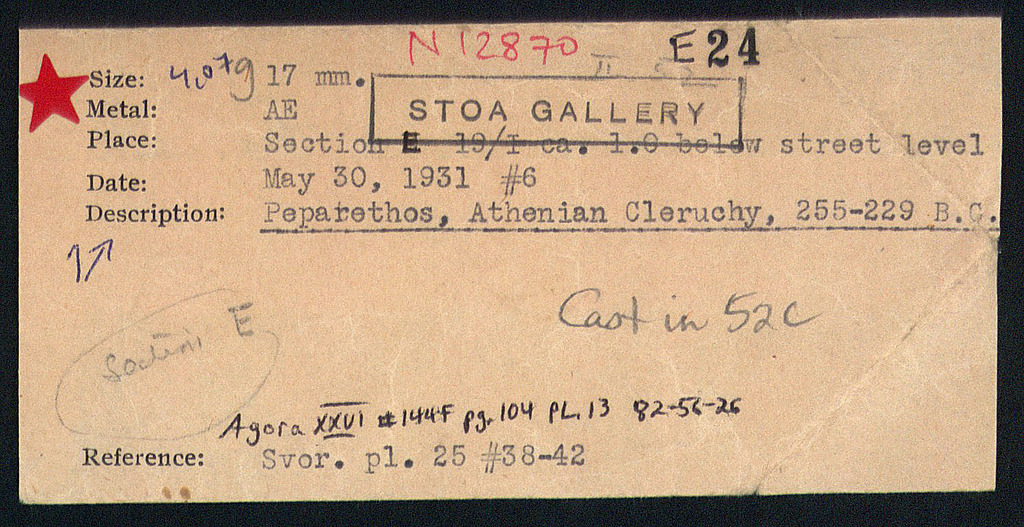 N 12870
E 24
Size: 4,07g 17 mm.
Metal: AE
STOA GALLERY
Place: Section E 19/I ca. 1.0 below street level
Date: May 30, 1931 #6
Description: Peparethos, Athenian Cleruchy, 255-229 B.C.
Cast in 52c
Section E
Agora XXVI #144F pg. 104 PL. 13 82-56-26
Reference: Svor. pl. 25 #38-42